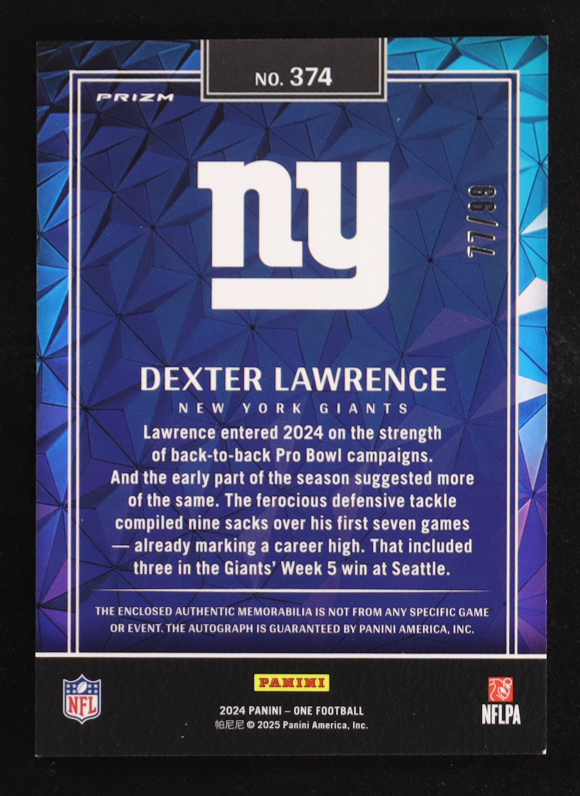 NO. 374
PRIZM
ny
77/99
DEXTER LAWRENCE
NEW YORK GIANTS
Lawrence entered 2024 on the strength
of back-to-back Pro Bowl campaigns.
And the early part of the season suggested more
of the same. The ferocious defensive tackle
compiled nine sacks over his first seven games
— already marking a career high. That included
three in the Giants' Week 5 win at Seattle.
THE ENCLOSED AUTHENTIC MEMORABILIA IS NOT FROM ANY SPECIFIC GAME
OR EVENT. THE AUTOGRAPH IS GUARANTEED BY PANINI AMERICA, INC.
NFL
PANINI
NFLPA
2024 PANINI – ONE FOOTBALL
帕尼尼 © 2025 Panini America, Inc.